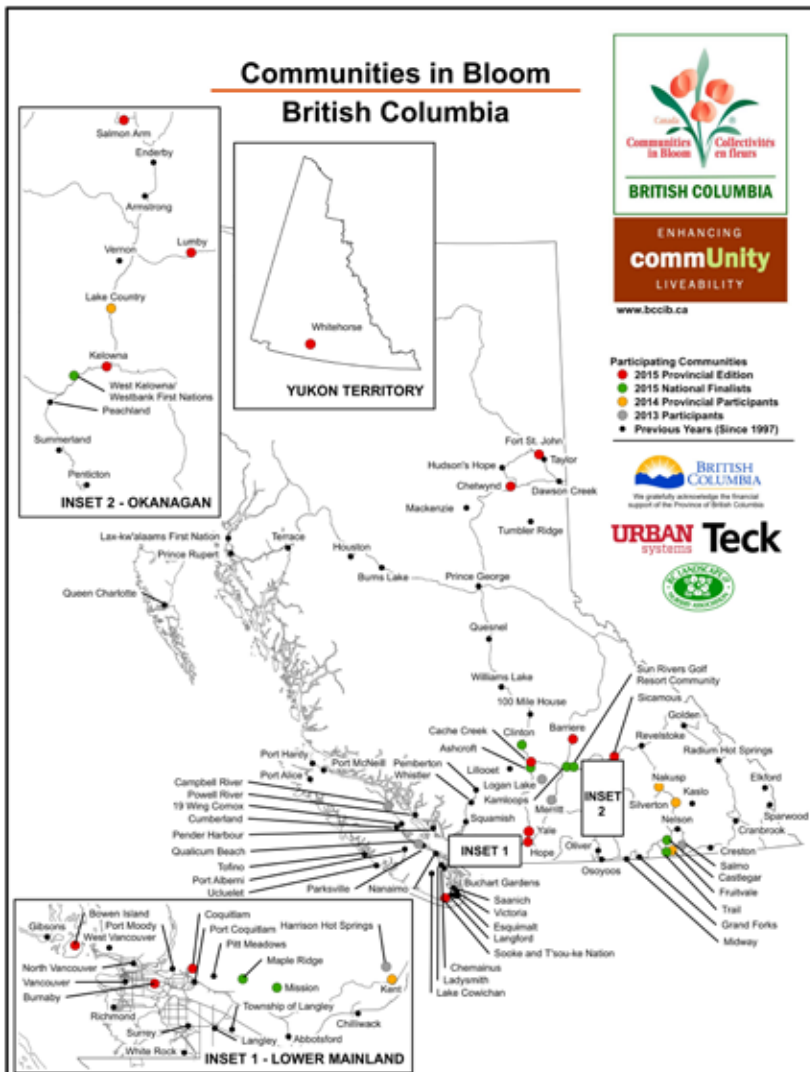 Communities in Bloom
British Columbia
Canada
Communities in Bloom
Collectivités en fleurs
BRITISH COLUMBIA
ENHANCING
commUnity
LIVEABILITY
www.bccib.ca
Participating Communities
2015 Provincial Edition
2015 National Finalists
2014 Provincial Participants
2013 Participants
Previous Years (Since 1997)
BRITISH
COLUMBIA
We gratefully acknowledge the financial
support of the Province of British Columbia
URBAN
systems
Teck
Salmon Arm
Enderby
Armstrong
Vernon
Lumby
Lake Country
Kelowna
West Kelowna/
Westbank First Nations
Peachland
Summerland
Penticton
INSET 2 - OKANAGAN
Whitehorse
YUKON TERRITORY
Fort St. John
Taylor
Hudson's Hope
Chetwynd
Dawson Creek
Mackenzie
Tumbler Ridge
Lax-kw'alaams First Nation
Prince Rupert
Terrace
Houston
Burns Lake
Prince George
Queen Charlotte
Quesnel
Williams Lake
100 Mile House
Sun Rivers Golf
Resort Community
Sicamous
Cache Creek
Clinton
Barriere
Golden
Ashcroft
Revelstoke
Radium Hot Springs
Port Hardy
Port McNeill
Port Alice
Pemberton
Whistler
Lillooet
Logan Lake
Kamloops
Merritt
INSET
2
Nakusp
Silverton
Kaslo
Elkford
Sparwood
Campbell River
Powell River
19 Wing Comox
Cumberland
Pender Harbour
Qualicum Beach
Tofino
Port Alberni
Ucluelet
Parksville
Nanaimo
Squamish
INSET 1
Yale
Hope
Oliver
Osoyoos
Nelson
Cranbrook
Creston
Salmo
Castlegar
Fruitvale
Trail
Grand Forks
Midway
Buchart Gardens
Saanich
Victoria
Esquimalt
Langford
Sooke and T'sou-ke Nation
Chemainus
Ladysmith
Lake Cowichan
Bowen Island
Gibsons
Port Moody
West Vancouver
Coquitlam
Port Coquitlam
Pitt Meadows
Harrison Hot Springs
North Vancouver
Vancouver
Burnaby
Maple Ridge
Mission
Kent
Richmond
Township of Langley
Surrey
Chilliwack
White Rock
Langley
Abbotsford
INSET 1 - LOWER MAINLAND